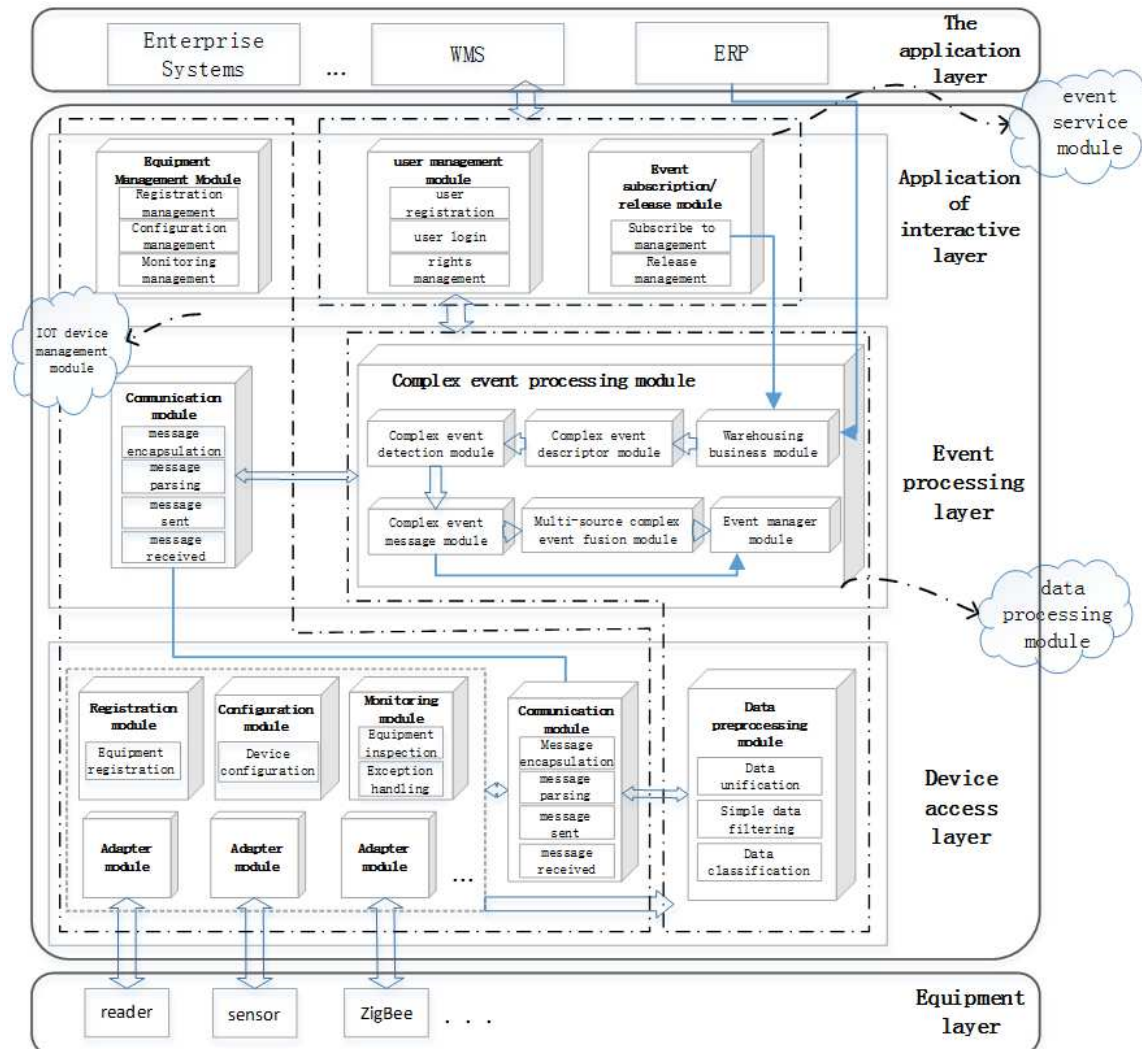 Enterprise
Systems
...
WMS
ERP
The
application
layer
event
service
module
Equipment
Management Module
Registration
management
Configuration
management
Monitoring
management
user management
module
user
registration
user login
rights
management
Event
subscription/
release module
Subscribe to
management
Release
management
Application
of
interactive
layer
IOT device
management
module
Communication
module
message
encapsulation
message
parsing
message
sent
message
received
Complex event processing module
Complex event
detection module
Complex event
descriptor module
Warehousing
business module
Complex event
message module
Multi-source complex
event fusion module
Event manager
module
Event
processing
layer
data
processing
module
Registration
module
Equipment
registration
Configuration
module
Device
configuration
Monitoring
module
Equipment
inspection
Exception
handling
Communication
module
Message
encapsulation
message
parsing
message
sent
message
received
Data
preprocessing
module
Data
unification
Simple data
filtering
Data
classification
Device
access
layer
Adapter
module
Adapter
module
Adapter
module
...
reader
sensor
ZigBee
. . .
Equipment
layer